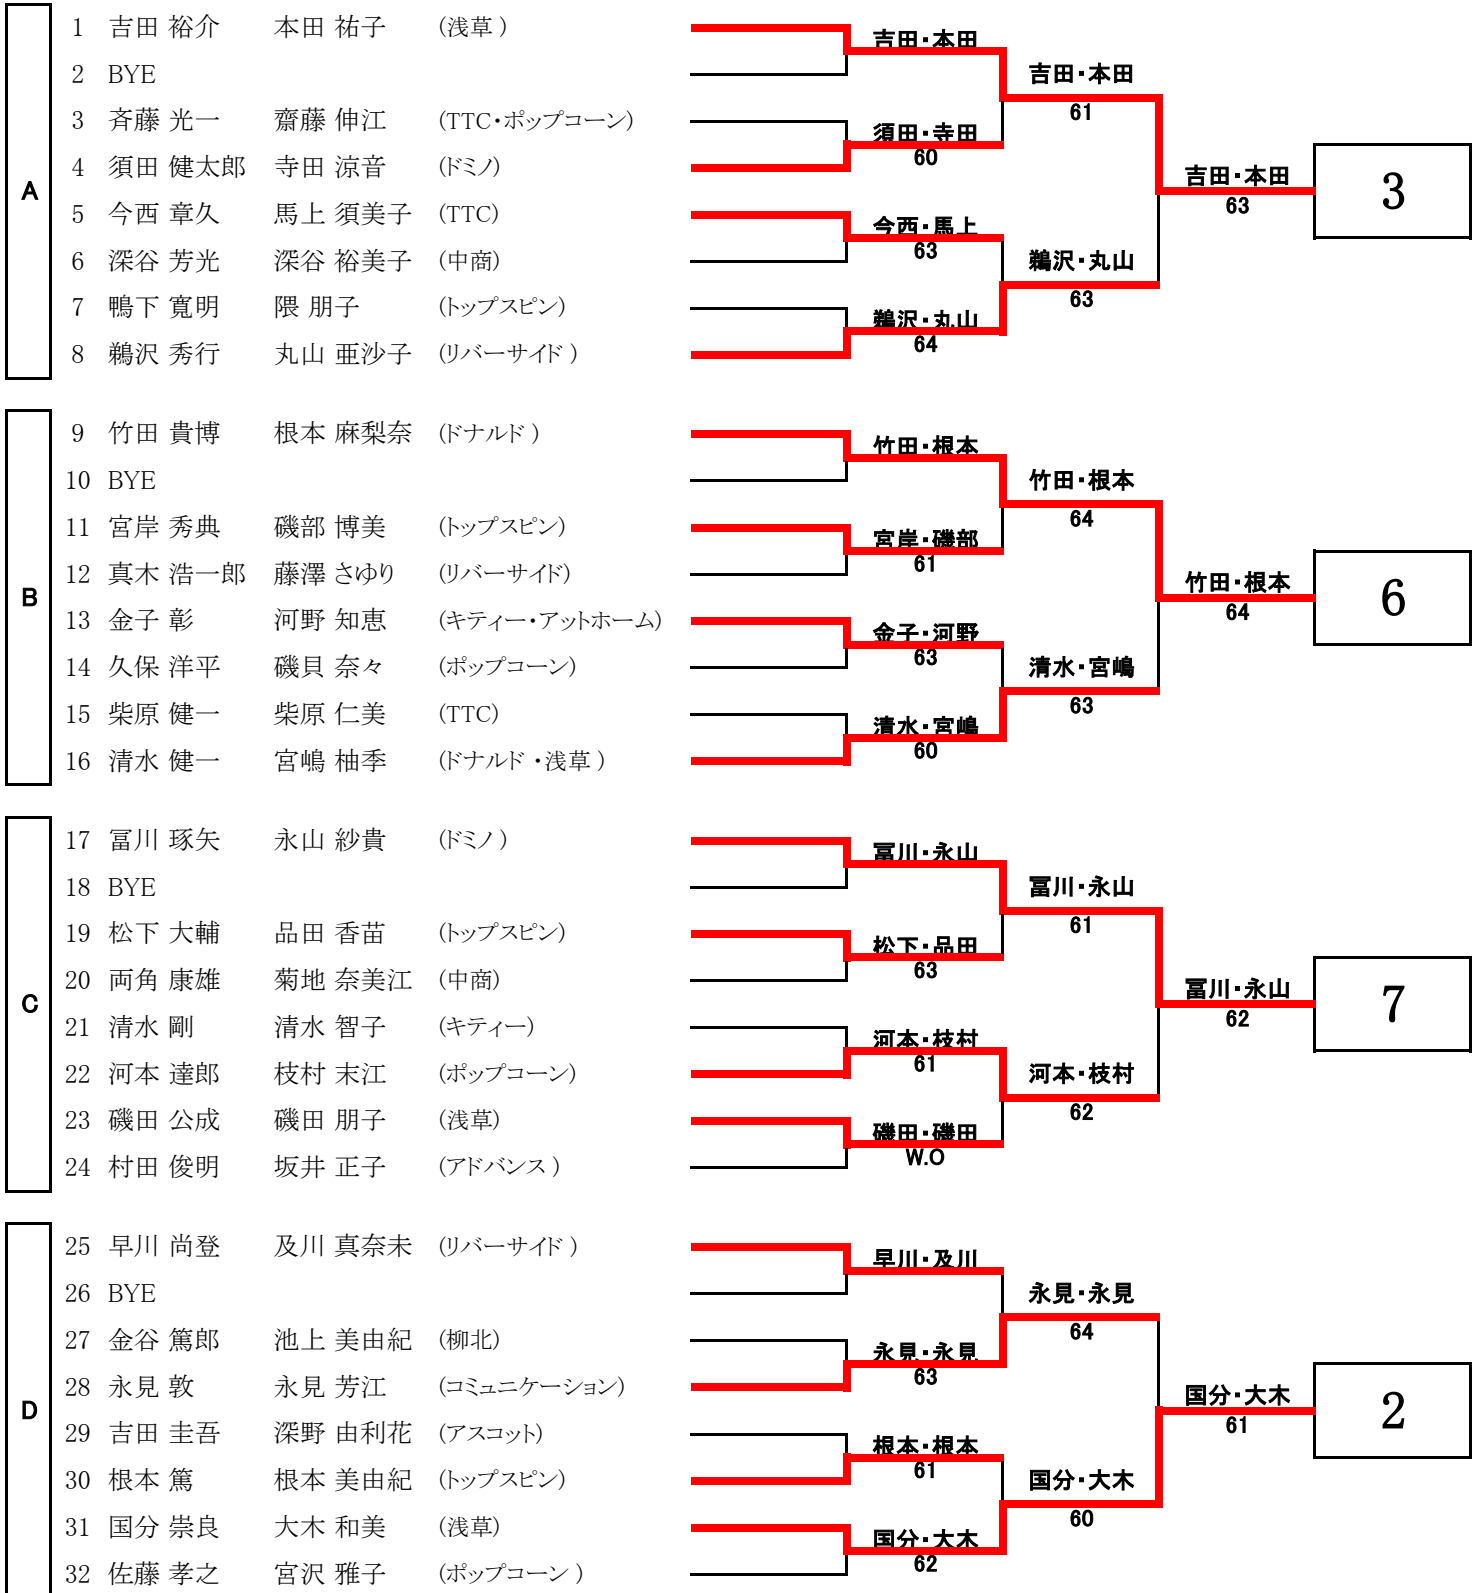 A
1 吉田 裕介 本田 祐子 (浅草 )
2 BYE
3 斉藤 光一 齋藤 伸江 (TTC・ポップコーン)
4 須田 健太郎 寺田 涼音 (ドミノ)
5 今西 章久 馬上 須美子 (TTC)
6 深谷 芳光 深谷 裕美子 (中商)
7 鴨下 寛明 隈 朋子 (トップスピン)
8 鵜沢 秀行 丸山 亜沙子 (リバーサイド )
吉田・本田
須田・寺田
60
今西・馬上
63
鵜沢・丸山
64
吉田・本田
61
鵜沢・丸山
63
吉田・本田
63
3
B
9 竹田 貴博 根本 麻梨奈 (ドナルド )
10 BYE
11 宮岸 秀典 磯部 博美 (トップスピン)
12 真木 浩一郎 藤澤 さゆり (リバーサイド)
13 金子 彰 河野 知恵 (キティー・アットホーム)
14 久保 洋平 磯貝 奈々 (ポップコーン)
15 柴原 健一 柴原 仁美 (TTC)
16 清水 健一 宮嶋 柚季 (ドナルド ・浅草 )
竹田・根本
宮岸・磯部
61
金子・河野
63
清水・宮嶋
60
竹田・根本
64
清水・宮嶋
63
竹田・根本
64
6
C
17 冨川 琢矢 永山 紗貴 (ドミノ )
18 BYE
19 松下 大輔 品田 香苗 (トップスピン)
20 両角 康雄 菊地 奈美江 (中商)
21 清水 剛 清水 智子 (キティー)
22 河本 達郎 枝村 末江 (ポップコーン)
23 磯田 公成 磯田 朋子 (浅草)
24 村田 俊明 坂井 正子 (アドバンス )
冨川・永山
松下・品田
63
河本・枝村
61
磯田・磯田
W.O
冨川・永山
61
河本・枝村
62
冨川・永山
62
7
D
25 早川 尚登 及川 真奈未 (リバーサイド )
26 BYE
27 金谷 篤郎 池上 美由紀 (柳北)
28 永見 敦 永見 芳江 (コミュニケーション)
29 吉田 圭吾 深野 由利花 (アスコット)
30 根本 篤 根本 美由紀 (トップスピン)
31 国分 崇良 大木 和美 (浅草)
32 佐藤 孝之 宮沢 雅子 (ポップコーン )
早川・及川
永見・永見
63
根本・根本
61
国分・大木
62
永見・永見
64
国分・大木
60
国分・大木
61
2